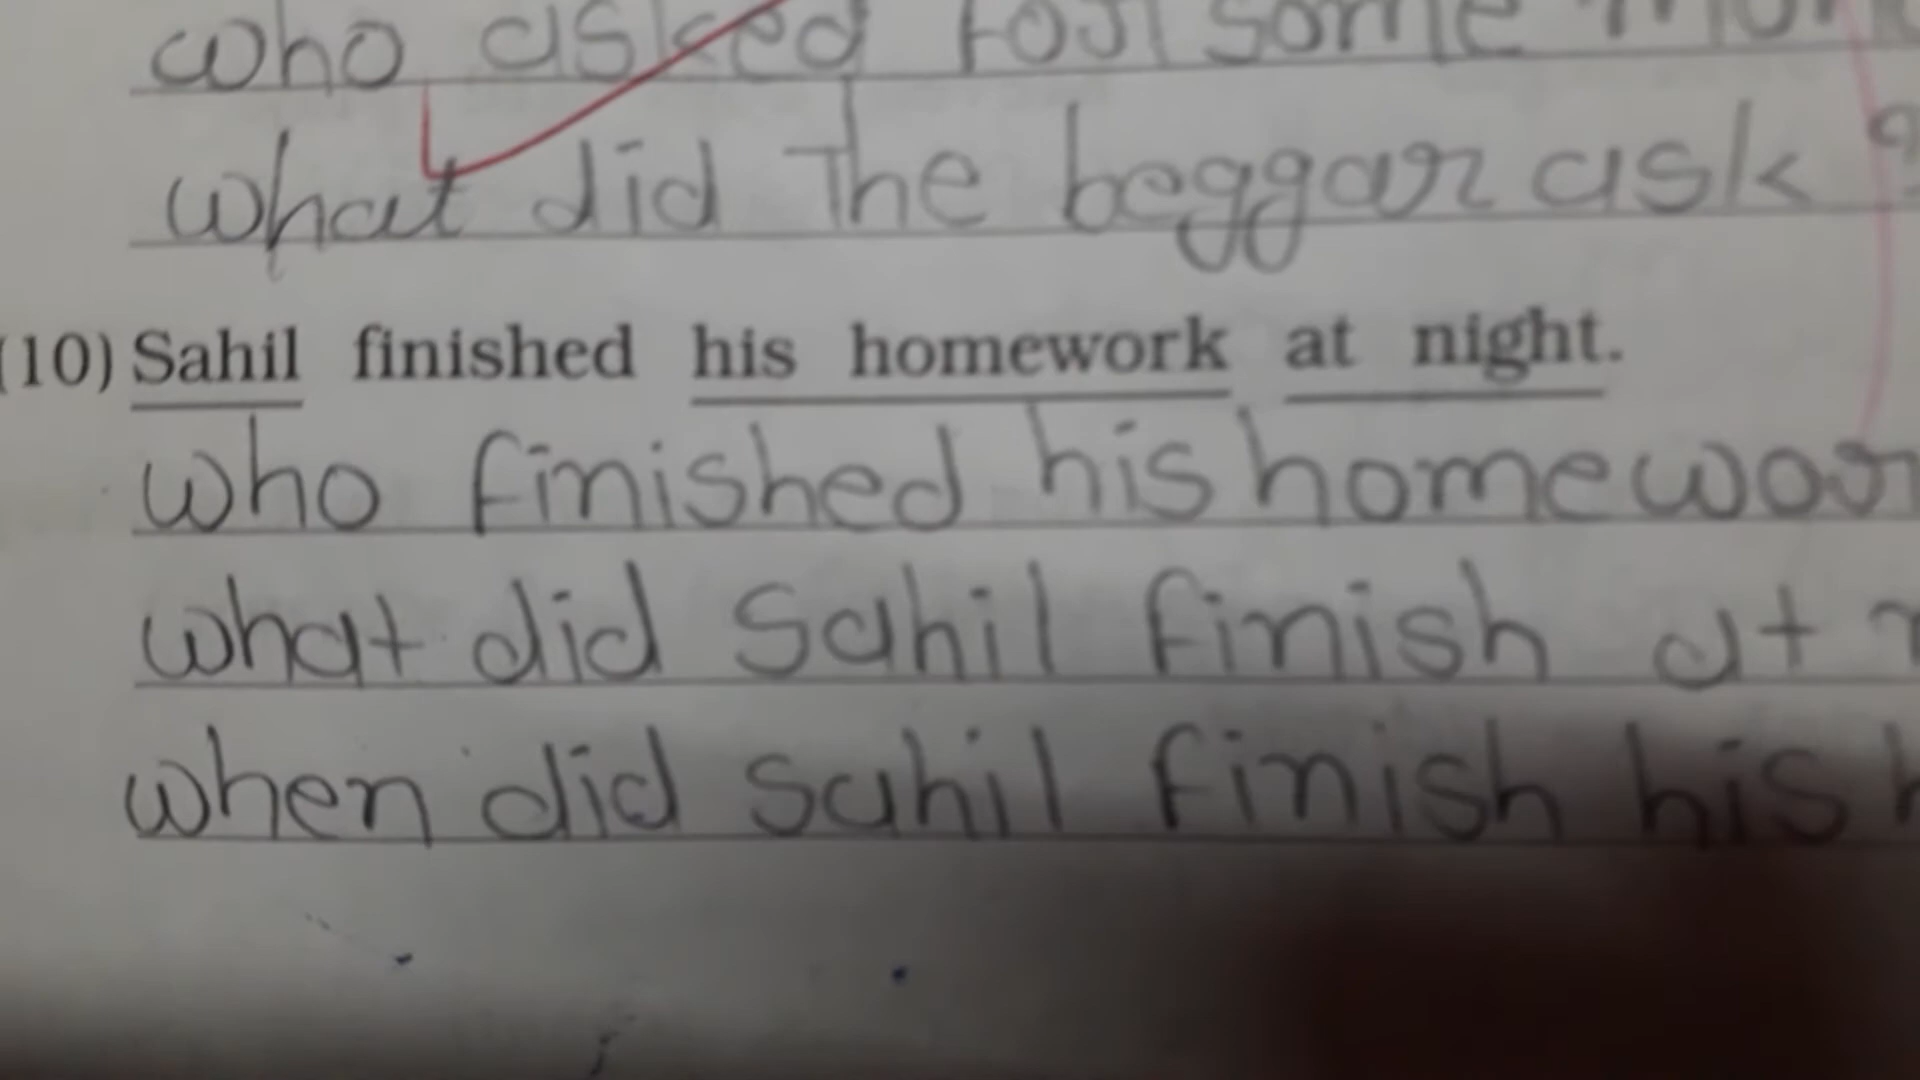 who asked for some
what did The beggar ask ?
(10) Sahil finished his homework at night.
who finished his homewor
what did Sahil finish at
when did sahil finish his